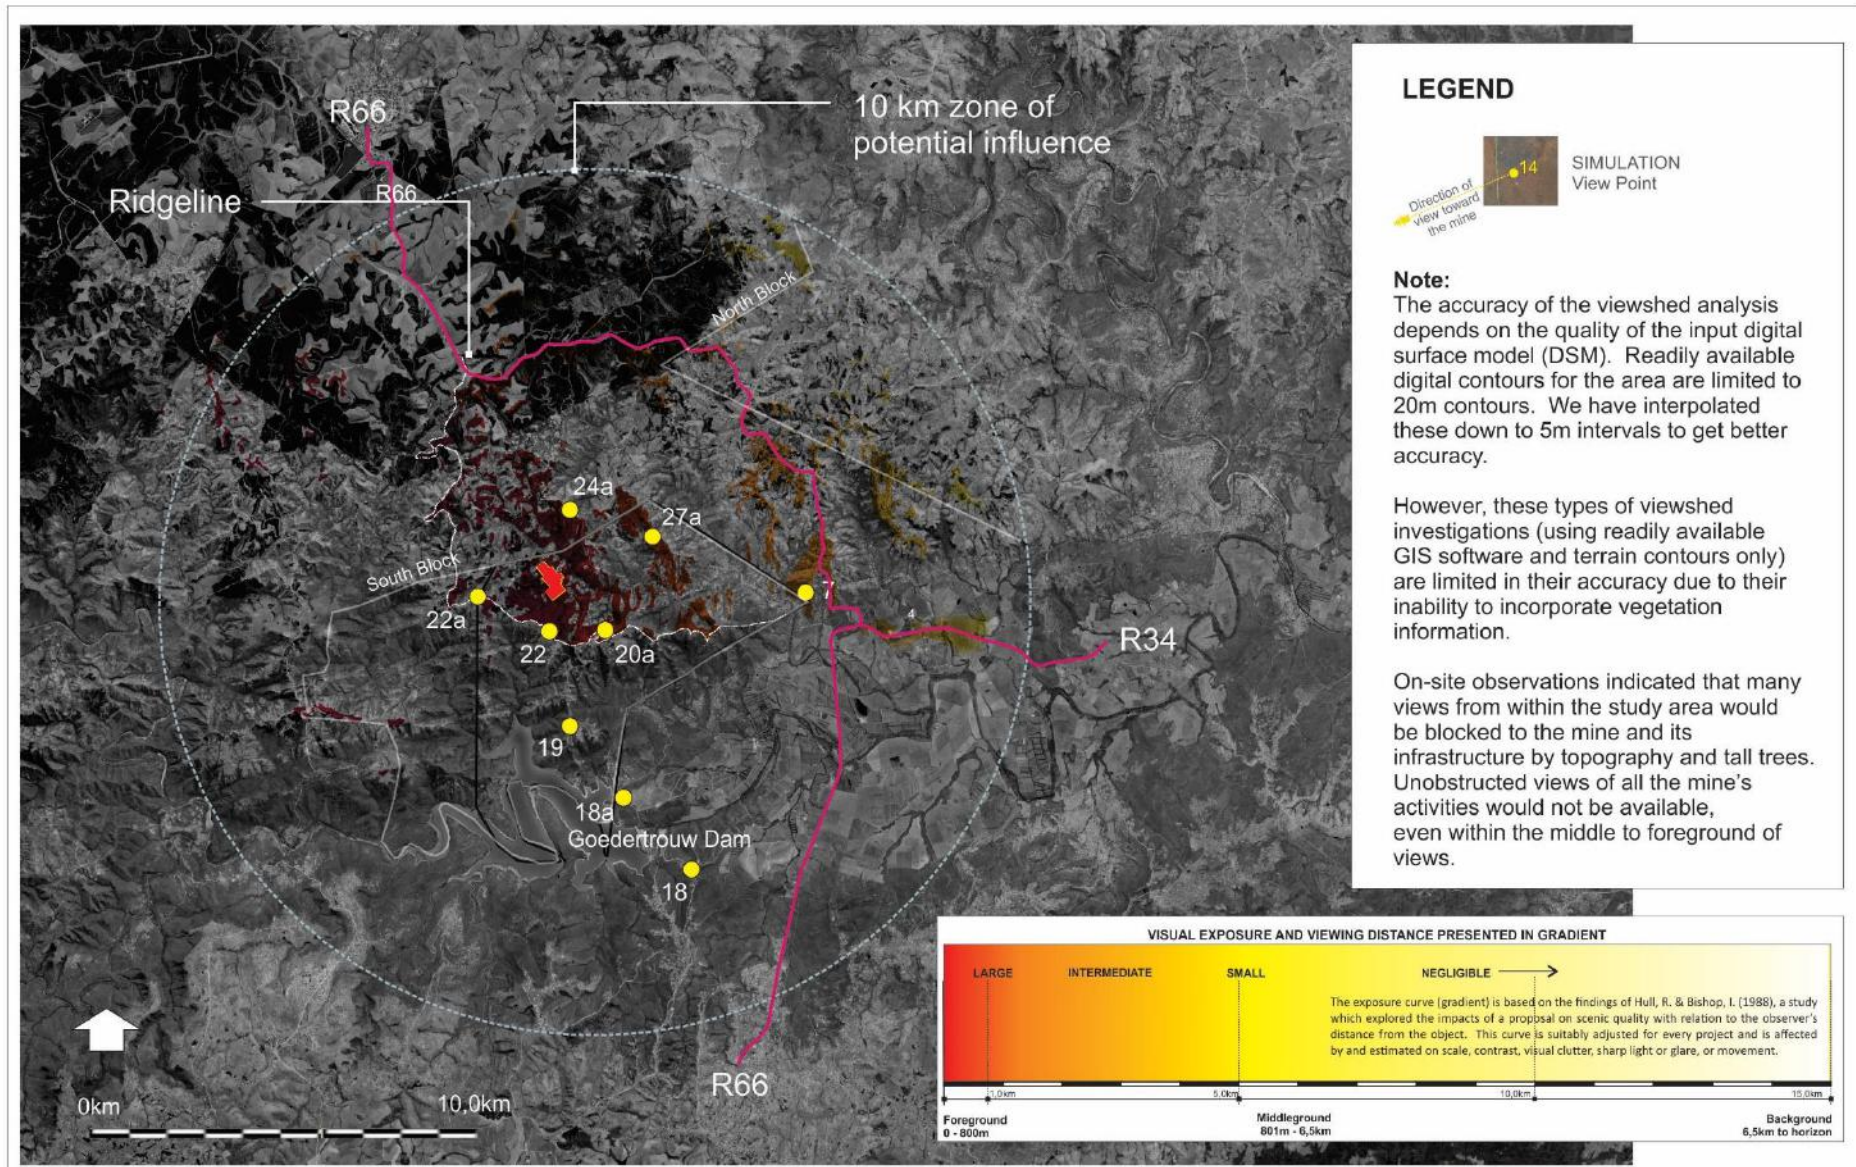 R66
10 km zone of
potential influence
R66
Ridgeline
North Block
24a
27a
South Block
22a
7
4
22
20a
R34
19
18a
Goedertrouw Dam
18
R66
0km
10,0km
LEGEND
14
SIMULATION
View Point
Direction of
view toward
the mine
Note:
The accuracy of the viewshed analysis
depends on the quality of the input digital
surface model (DSM).  Readily available
digital contours for the area are limited to
20m contours.  We have interpolated
these down to 5m intervals to get better
accuracy.
However, these types of viewshed
investigations (using readily available
GIS software and terrain contours only)
are limited in their accuracy due to their
inability to incorporate vegetation
information.
On-site observations indicated that many
views from within the study area would
be blocked to the mine and its
infrastructure by topography and tall trees.
Unobstructed views of all the mine's
activities would not be available,
even within the middle to foreground of
views.
VISUAL EXPOSURE AND VIEWING DISTANCE PRESENTED IN GRADIENT
LARGE INTERMEDIATE SMALL NEGLIGIBLE
The exposure curve (gradient) is based on the findings of Hull, R. & Bishop, I. (1988), a study
which explored the impacts of a proposal on scenic quality with relation to the observer's
distance from the object.  This curve is suitably adjusted for every project and is affected
by and estimated on scale, contrast, visual clutter, sharp light or glare, or movement.
1,0km 5,0km 10,0km 15,0km
Foreground
0 - 800m
Middleground
801m - 6,5km
Background
6,5km to horizon